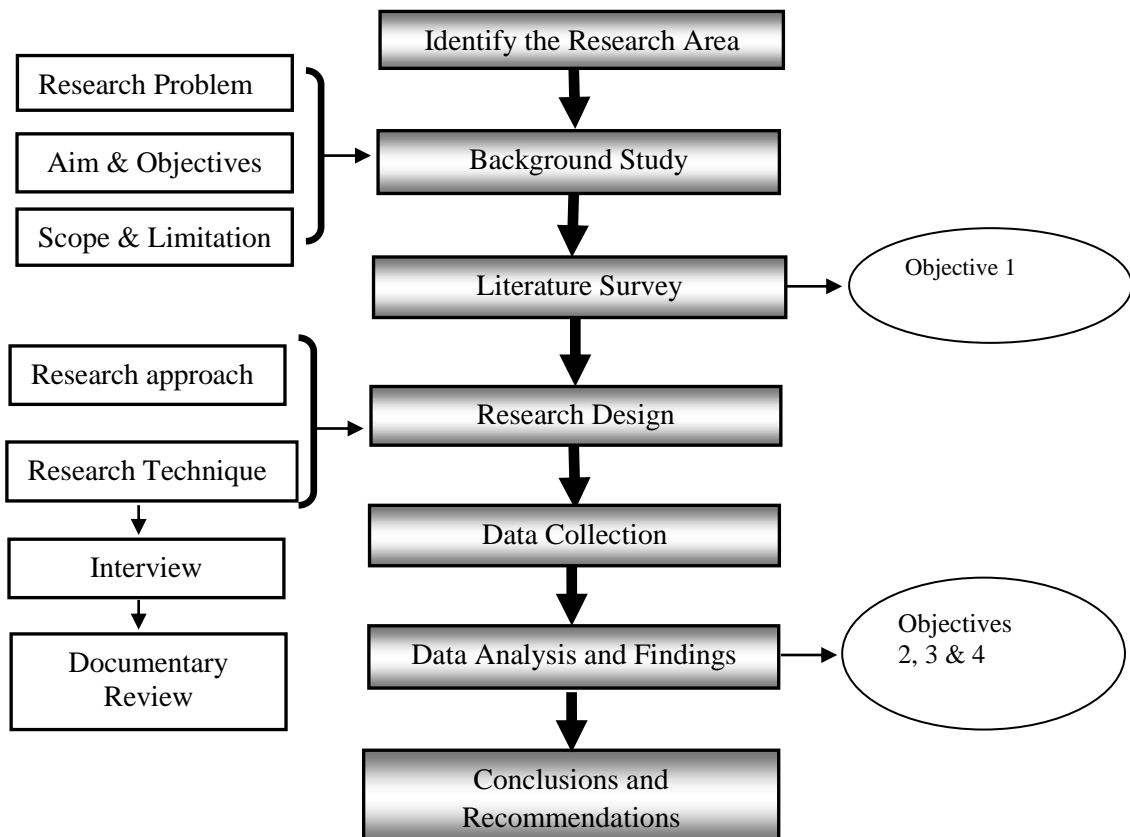 Identify the Research Area
Research Problem
Aim & Objectives
Background Study
Scope & Limitation
Literature Survey
Objective 1
Research approach
Research Design
Research Technique
Data Collection
Interview
Data Analysis and Findings
Objectives
2, 3 & 4
Documentary
Review
Conclusions and
Recommendations